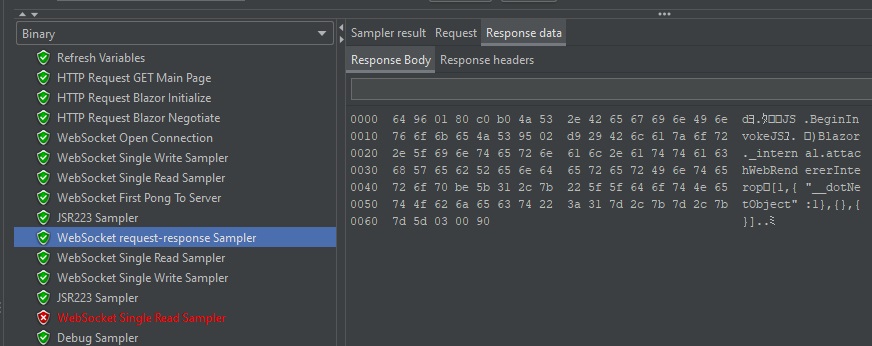 Binary
Refresh Variables
HTTP Request GET Main Page
HTTP Request Blazor Initialize
HTTP Request Blazor Negotiate
WebSocket Open Connection
WebSocket Single Write Sampler
WebSocket Single Read Sampler
WebSocket First Pong To Server
JSR223 Sampler
WebSocket request-response Sampler
WebSocket Single Read Sampler
WebSocket Single Write Sampler
JSR223 Sampler
WebSocket Single Read Sampler
Debug Sampler
Sampler result Request Response data
Response Body Response headers
0000 64 96 01 80 c0 b0 4a 53 2e 42 65 67 69 6e 49 6e JS .BeginIn
0010 76 6f 6b 65 4a 53 95 02 d9 29 42 6c 61 7a 6f 72 )Blazor
0020 2e 5f 69 6e 74 65 72 6e 61 6c 2e 61 74 74 61 63 ._intern al.attac
0030 68 57 65 62 52 65 6e 64 65 72 65 72 49 6e 74 65 hWebRend ererInte
0040 72 6f 70 be 5b 31 2c 7b 22 5f 5f 64 6f 74 4e 65 "__dotNe
0050 74 4f 62 6a 65 63 74 22 3a 31 7d 2c 7b 7d 2c 7b tObject" :1},{},{
0060 7d 5d 03 00 90